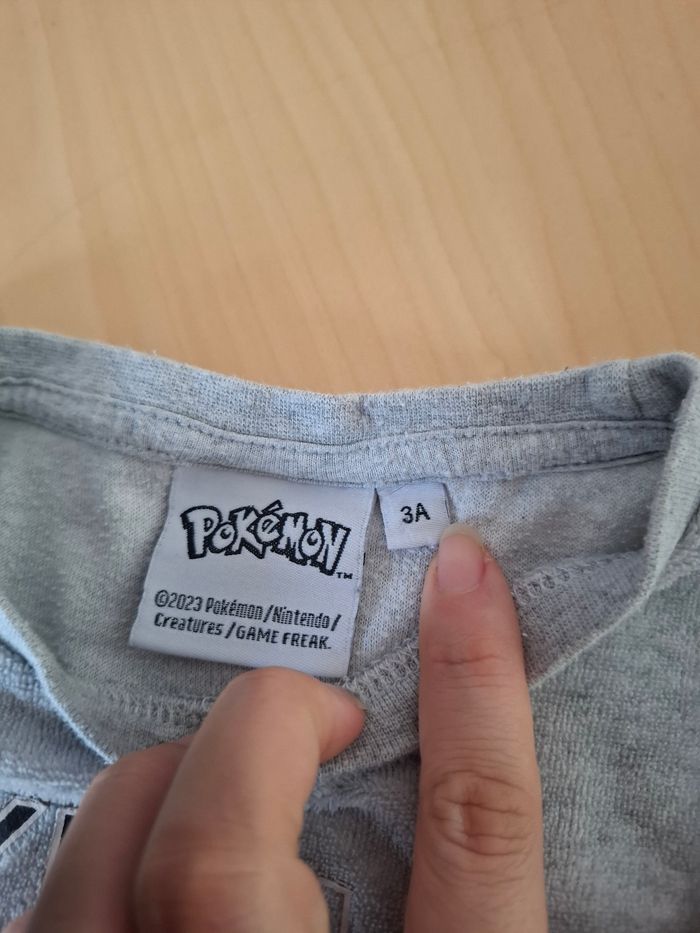 POKéMON™
3A
©2023 Pokémon/Nintendo/
Creatures/GAME FREAK.